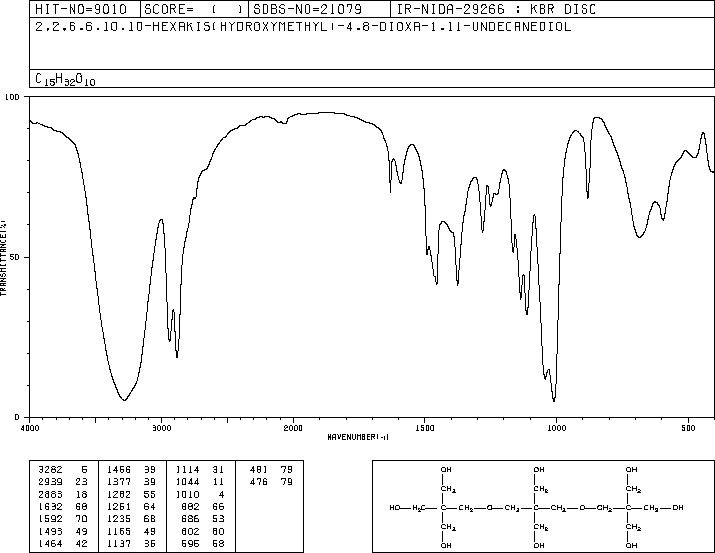 HIT-NO=9010 SCORE= ( ) SDBS-NO=21079 IR-NIDA-29266 : KBR DISC
2,2,6,6,10,10-HEXAKIS(HYDROXYMETHYL)-4,8-DIOXA-1,11-UNDECANEDIOL
C15H32O10
100
50
0
TRANSMITTANCE(%)
4000 3000 2000 1500 1000 500
WAVENUMBER(-1)
3282 5 1456 39 1114 31 481 79
2939 23 1377 39 1044 11 476 79
2883 18 1282 55 1010 4
1632 68 1251 64 882 66
1592 70 1235 68 686 53
1493 49 1165 49 602 60
1464 42 1137 35 595 58
OH OH OH
CH2 CH2 CH2
HO—CH2—C—CH2—O—CH2—C—CH2—O—CH2—C—CH2—OH
CH2 CH2 CH2
OH OH OH